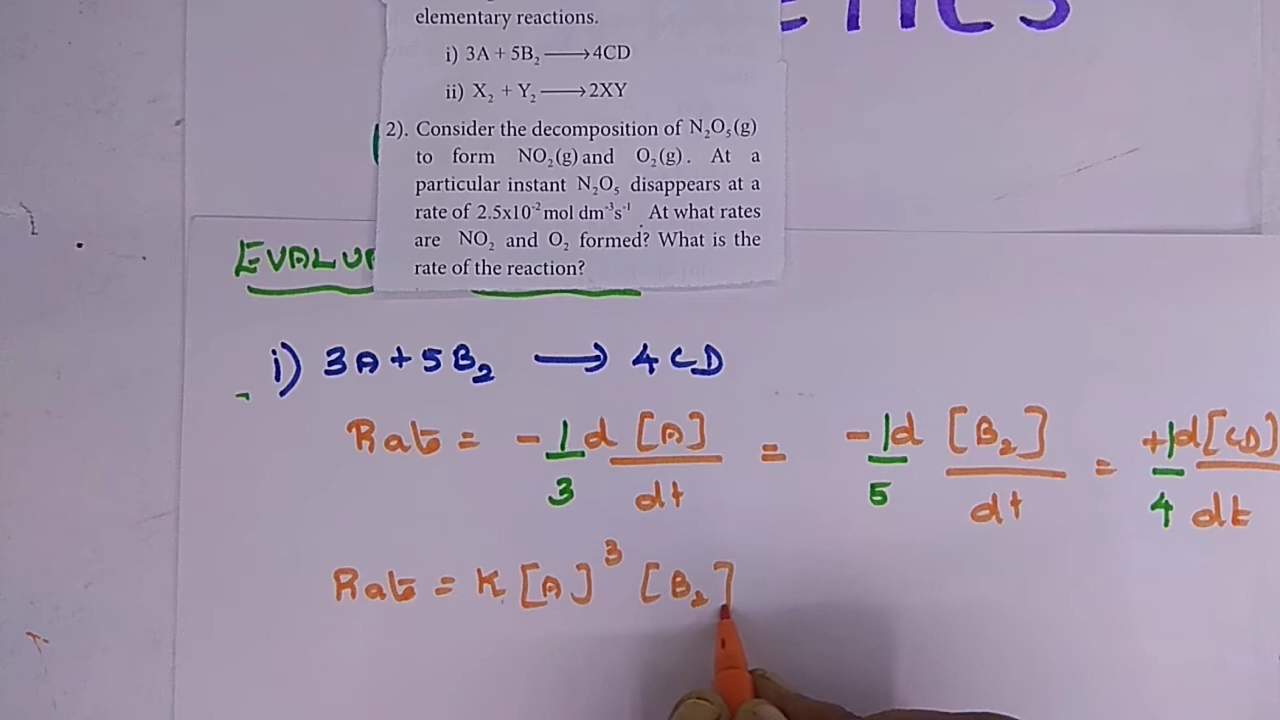 elementary reactions.
i) 3A + 5B₂ ⟶ 4CD
ii) X₂ + Y₂ ⟶ 2XY
2). Consider the decomposition of N₂O₅(g)
to form NO₂(g) and O₂(g). At a
particular instant N₂O₅ disappears at a
rate of 2.5x10⁻² mol dm⁻³s⁻¹ At what rates
are NO₂ and O₂ formed? What is the
rate of the reaction?
i) 3A + 5B₂ ⟶ 4CD
Rate = -1/3 d[A]/dt = -1/5 d[B₂]/dt = +1/4 d[CD]/dt
Rate = K[A]³ [B₂]